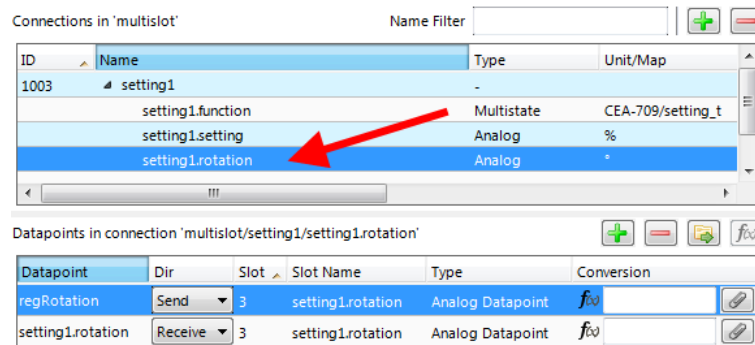 Connections in 'multislot' Name Filter
ID Name Type Unit/Map
1003 setting1 -
setting1.function Multistate CEA-709/setting_t
setting1.setting Analog %
setting1.rotation Analog °
Datapoints in connection 'multislot/setting1/setting1.rotation' f(x)
Datapoint Dir Slot Slot Name Type Conversion
regRotation Send 3 setting1.rotation Analog Datapoint f(x)
setting1.rotation Receive 3 setting1.rotation Analog Datapoint f(x)